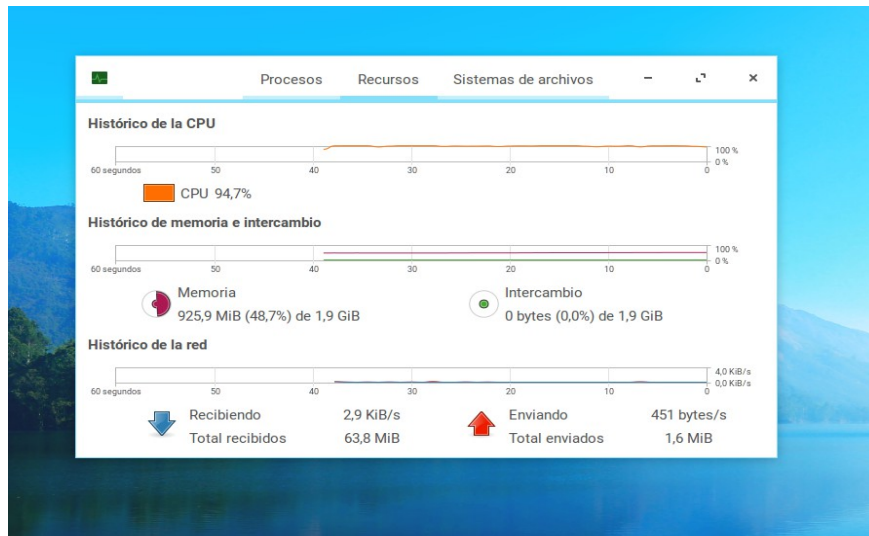 Procesos Recursos Sistemas de archivos
Histórico de la CPU
100 %
0 %
60 segundos 50 40 30 20 10 0
CPU 94,7%
Histórico de memoria e intercambio
100 %
0 %
60 segundos 50 40 30 20 10 0
Memoria Intercambio
925,9 MiB (48,7%) de 1,9 GiB 0 bytes (0,0%) de 1,9 GiB
Histórico de la red
4,0 KiB/s
0,0 KiB/s
60 segundos 50 40 30 20 10 0
Recibiendo 2,9 KiB/s Enviando 451 bytes/s
Total recibidos 63,8 MiB Total enviados 1,6 MiB